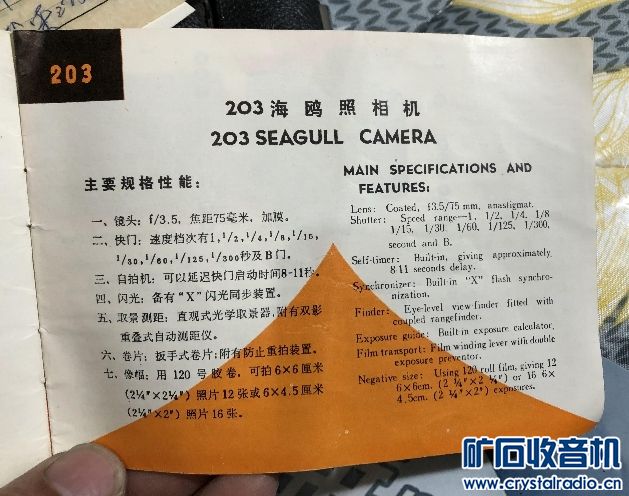 203
203 海鸥照相机
203 SEAGULL CAMERA
主要规格性能：
一、镜头：f/3.5，焦距75毫米，加膜。
二、快门：速度档次有1，1/2，1/4，1/8，1/15，
1/30，1/60，1/125，1/300秒及B门。
三、自拍机：可以延迟快门启动时间8-11秒。
四、闪光：备有“X”闪光同步装置。
五、取景测距：直观式光学取景器，附有双影
重叠式自动测距仪。
六、卷片：扳手式卷片；附有防止重拍装置。
七、像幅：用120号胶卷，可拍6×6厘米
(2¼″×2¼″) 照片12张或6×4.5厘米
(2¼″×2″) 照片16张。
MAIN SPECIFICATIONS AND
FEATURES:
Lens: Coated, f3.5/75 mm, anastigmat.
Shutter: Speed range—1, 1/2, 1/4, 1/8
1/15, 1/30, 1/60, 1/125, 1/300,
second and B.
Self-timer: Built-in, giving approximately
8-11 seconds delay.
Synchronizer: Built-in "X" flash synchro-
nization.
Finder: Eye-level view-finder fitted with
coupled rangefinder.
Exposure guide: Built-in exposure calculator.
Film transport: Film winding lever with double
exposure preventor.
Negative size: Using 120 roll film, giving 12
6×6cm. (2 ¼"×2 ¼") or 16 6×
4.5cm. (2 ¼"×2") exposures.
矿石收音机
www.crystalradio.cn